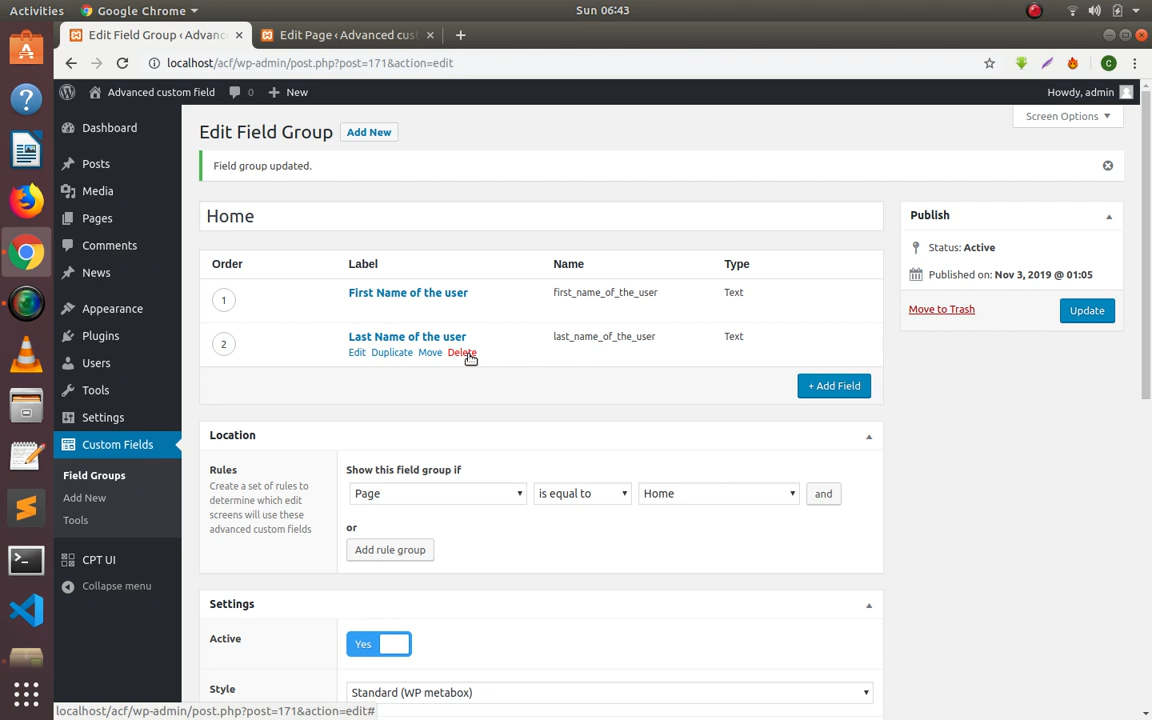 Activities Google Chrome Sun 06:43
Edit Field Group ‹ Advanc Edit Page ‹ Advanced cust
localhost/acf/wp-admin/post.php?post=171&action=edit C
Advanced custom field 0 New Howdy, admin
Screen Options
Dashboard
Posts
Media
Pages
Comments
News
Appearance
Plugins
Users
Tools
Settings
Custom Fields
Field Groups
Add New
Tools
CPT UI
Collapse menu
Edit Field Group Add New
Field group updated.
Home
Order Label Name Type
1 First Name of the user first_name_of_the_user Text
2 Last Name of the user last_name_of_the_user Text
Edit Duplicate Move Delete
+ Add Field
Location
Rules
Create a set of rules to
determine which edit
screens will use these
advanced custom fields
Show this field group if
Page is equal to Home and
or
Add rule group
Settings
Active Yes
Style Standard (WP metabox)
Publish
Status: Active
Published on: Nov 3, 2019 @ 01:05
Move to Trash Update
localhost/acf/wp-admin/post.php?post=171&action=edit#